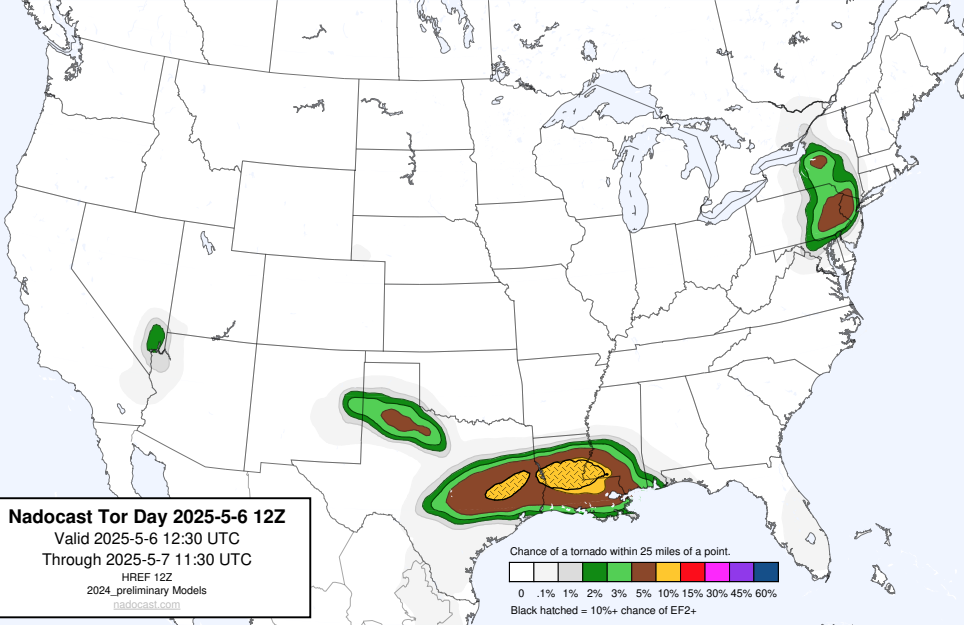 Nadocast Tor Day 2025-5-6 12Z
Valid 2025-5-6 12:30 UTC
Through 2025-5-7 11:30 UTC
HREF 12Z
2024_preliminary Models
nadocast.com
Chance of a tornado within 25 miles of a point.
0 .1% 1% 2% 3% 5% 10% 15% 30% 45% 60%
Black hatched = 10%+ chance of EF2+